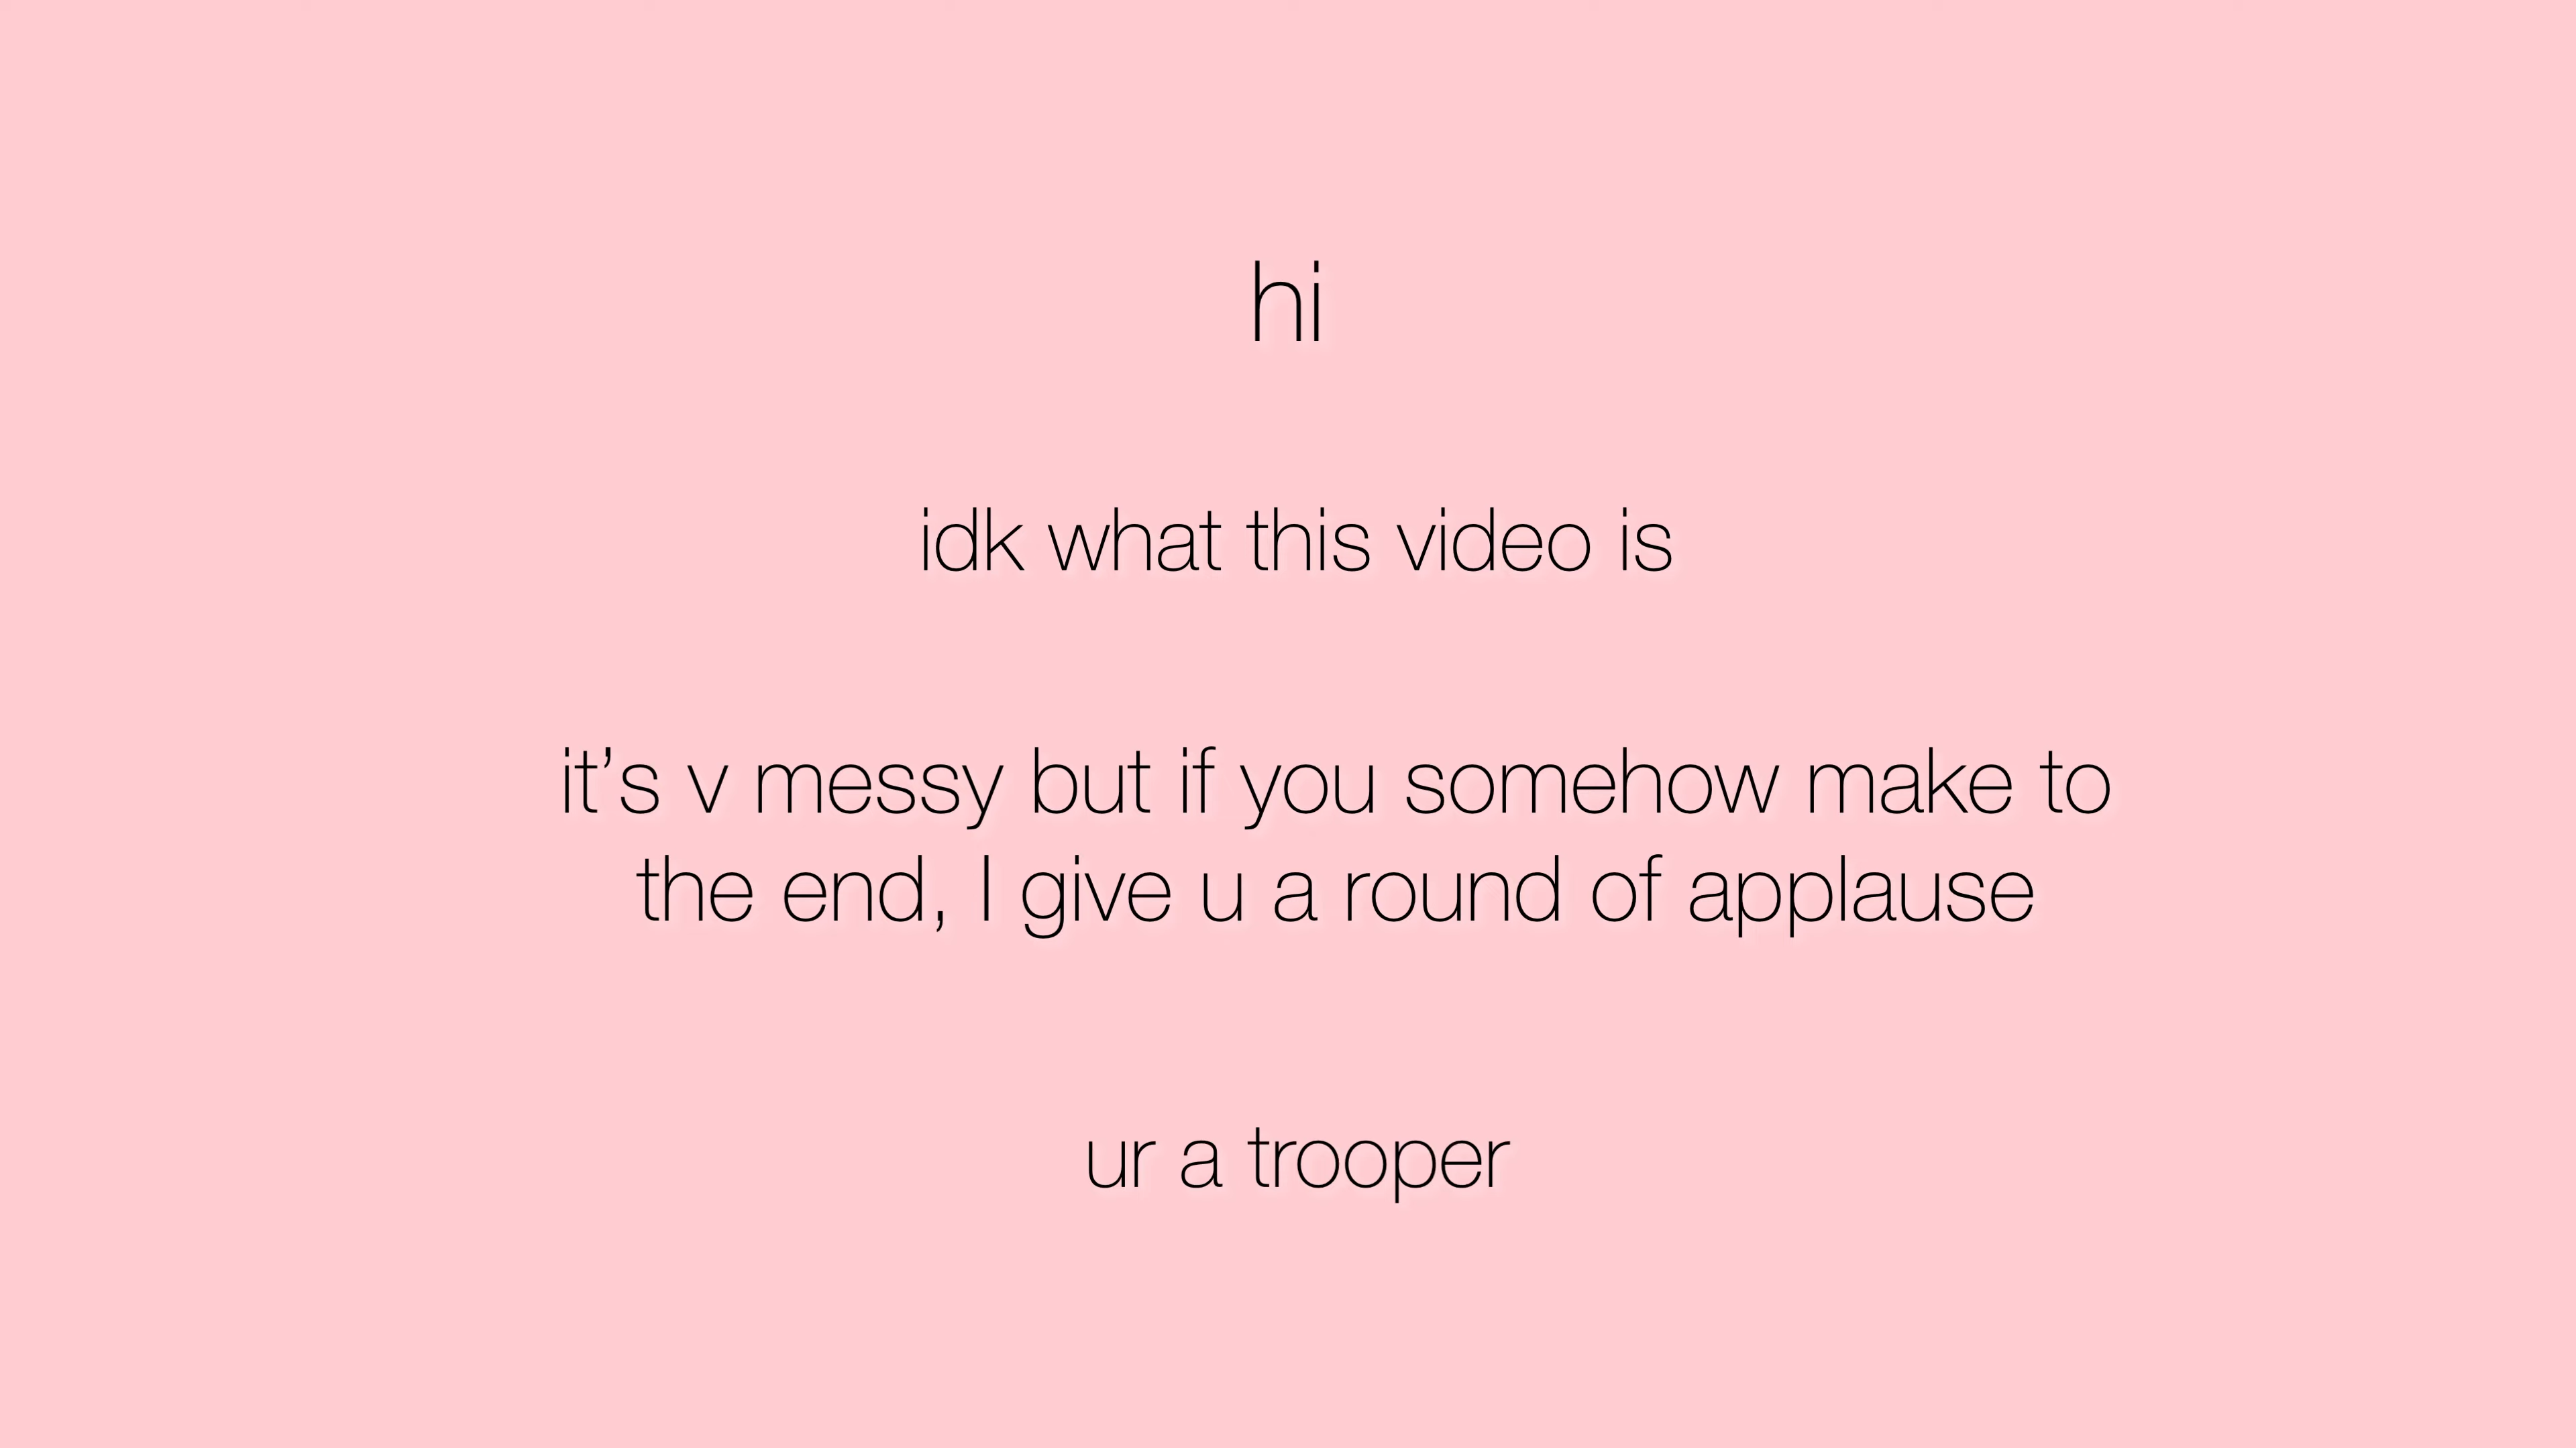 hi
idk what this video is
it’s v messy but if you somehow make to
the end, I give u a round of applause
ur a trooper